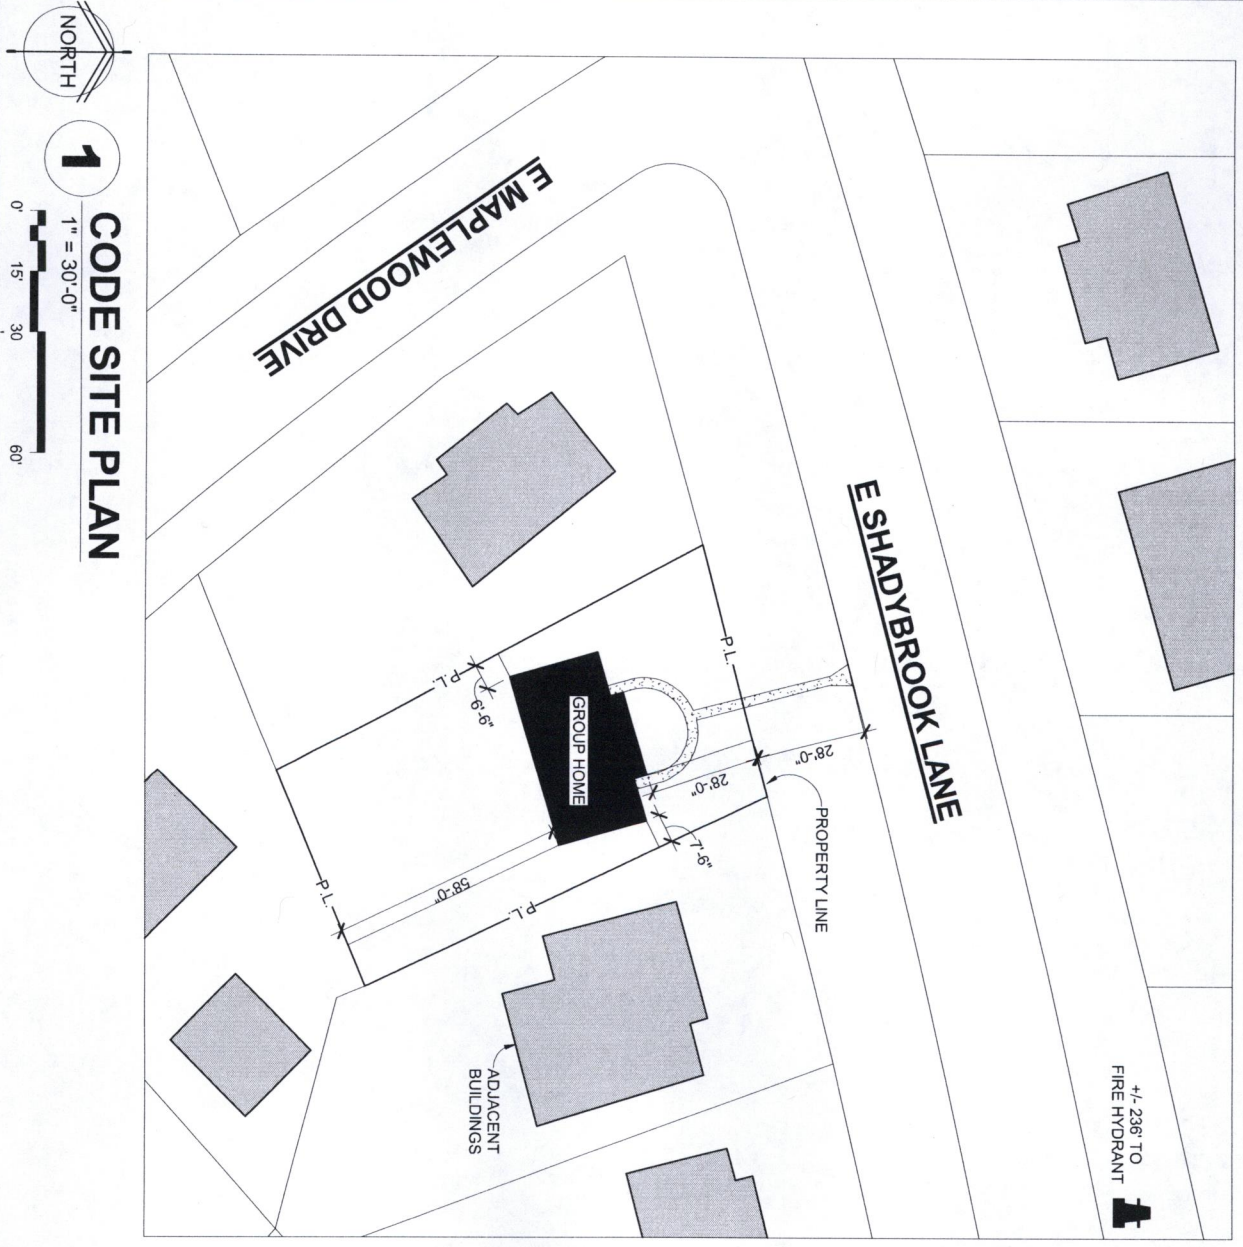 E SHADYBROOK LANE
E MAPLEWOOD DRIVE
+/- 236' TO
FIRE HYDRANT
PROPERTY LINE
P.L.
P.L.
P.L.
P.L.
28'-0"
28'-0"
7'-9"
6'-6"
58'-0"
GROUP HOME
ADJACENT
BUILDINGS
NORTH
1
CODE SITE PLAN
1" = 30'-0"
0'
15'
30'
60'